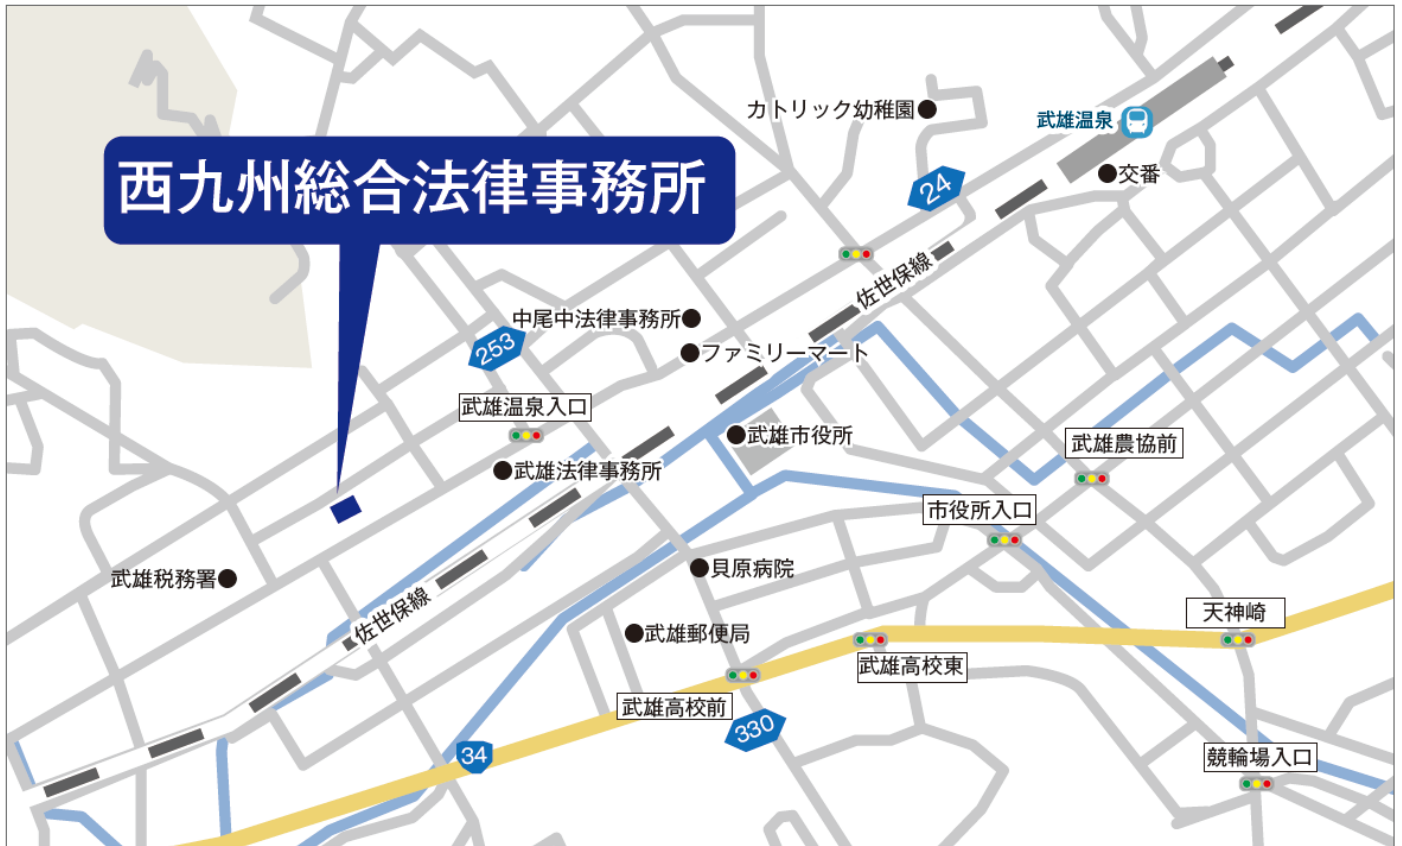 カトリック幼稚園
武雄温泉
交番
24
西九州総合法律事務所
佐世保線
中尾中法律事務所
253
ファミリーマート
武雄温泉入口
武雄市役所
武雄農協前
武雄法律事務所
市役所入口
武雄税務署
貝原病院
佐世保線
武雄郵便局
天神崎
武雄高校東
武雄高校前
330
34
競輪場入口